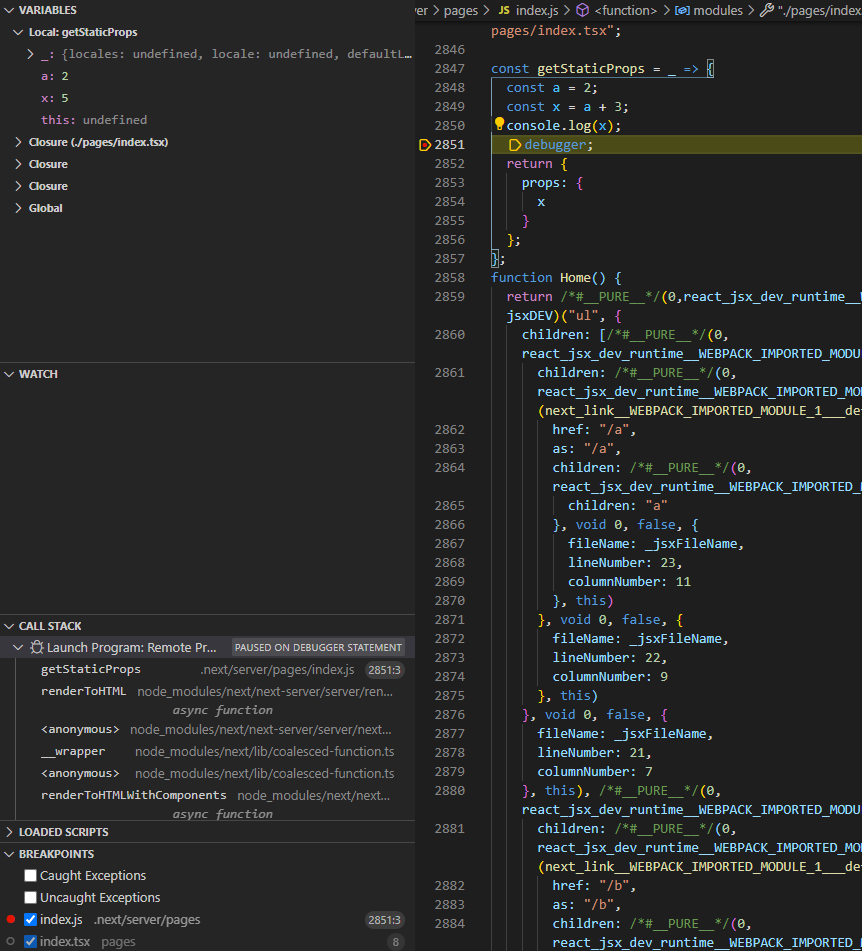 VARIABLES
Local: getStaticProps
_: {locales: undefined, locale: undefined, defaultL…
a: 2
x: 5
this: undefined
Closure (./pages/index.tsx)
Closure
Closure
Global
WATCH
CALL STACK
Launch Program: Remote Pr... PAUSED ON DEBUGGER STATEMENT
getStaticProps .next/server/pages/index.js 2851:3
renderToHTML node_modules/next/next-server/server/ren...
async function
<anonymous> node_modules/next/next-server/server/next...
__wrapper node_modules/next/lib/coalesced-function.ts
<anonymous> node_modules/next/lib/coalesced-function.ts
renderToHTMLWithComponents node_modules/next/next...
async function
LOADED SCRIPTS
BREAKPOINTS
Caught Exceptions
Uncaught Exceptions
index.js .next/server/pages 2851:3
index.tsx pages 8
ver > pages > JS index.js > <function> > modules > "./pages/index.
pages/index.tsx";
2846
2847 const getStaticProps = _ => {
2848 const a = 2;
2849 const x = a + 3;
2850 console.log(x);
2851 debugger;
2852 return {
2853 props: {
2854 x
2855 }
2856 };
2857 };
2858 function Home() {
2859 return /*#__PURE__*/(0,react_jsx_dev_runtime__
jsxDEV)("ul", {
2860 children: [/*#__PURE__*/(0,
react_jsx_dev_runtime__WEBPACK_IMPORTED_MODU
2861 children: /*#__PURE__*/(0,
react_jsx_dev_runtime__WEBPACK_IMPORTED_MO
(next_link__WEBPACK_IMPORTED_MODULE_1___de
2862 href: "/a",
2863 as: "/a",
2864 children: /*#__PURE__*/(0,
react_jsx_dev_runtime__WEBPACK_IMPORTED_
2865 children: "a"
2866 }, void 0, false, {
2867 fileName: _jsxFileName,
2868 lineNumber: 23,
2869 columnNumber: 11
2870 }, this)
2871 }, void 0, false, {
2872 fileName: _jsxFileName,
2873 lineNumber: 22,
2874 columnNumber: 9
2875 }, this)
2876 }, void 0, false, {
2877 fileName: _jsxFileName,
2878 lineNumber: 21,
2879 columnNumber: 7
2880 }, this), /*#__PURE__*/(0,
react_jsx_dev_runtime__WEBPACK_IMPORTED_MODU
2881 children: /*#__PURE__*/(0,
react_jsx_dev_runtime__WEBPACK_IMPORTED_MO
(next_link__WEBPACK_IMPORTED_MODULE_1___de
2882 href: "/b",
2883 as: "/b",
2884 children: /*#__PURE__*/(0,
react_jsx_dev_runtime__WEBPACK_IMPORTED_